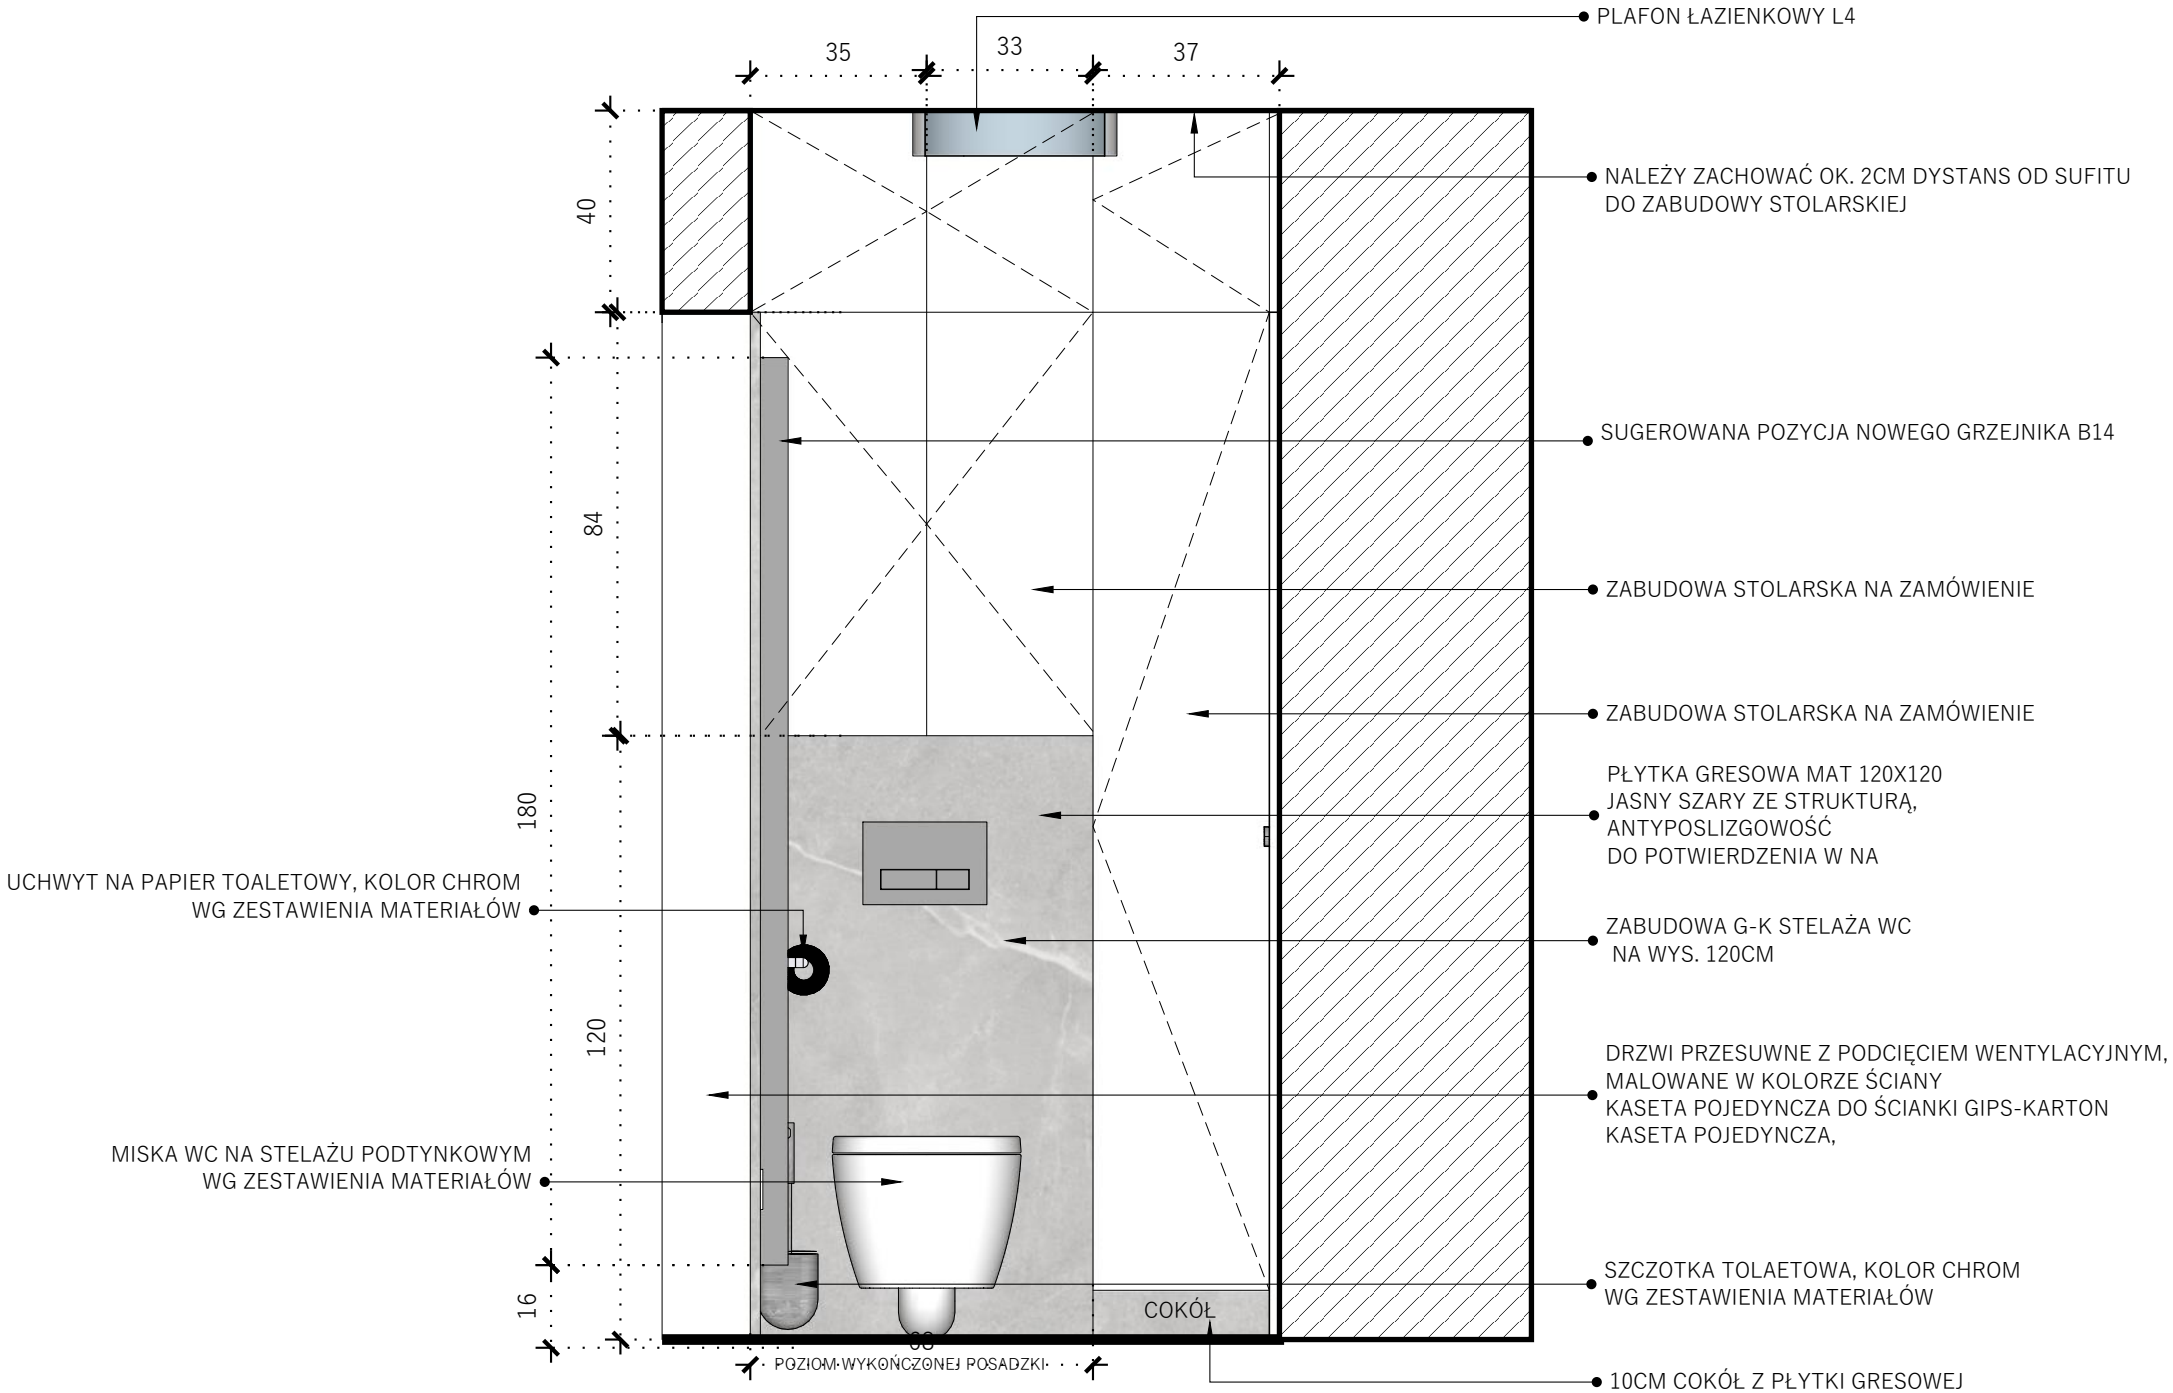 PLAFON ŁAZIENKOWY L4
35
33
37
40
NALEŻY ZACHOWAĆ OK. 2CM DYSTANS OD SUFITU
DO ZABUDOWY STOLARSKIEJ
SUGEROWANA POZYCJA NOWEGO GRZEJNIKA B14
84
ZABUDOWA STOLARSKA NA ZAMÓWIENIE
ZABUDOWA STOLARSKA NA ZAMÓWIENIE
PŁYTKA GRESOWA MAT 120X120
JASNY SZARY ZE STRUKTURĄ,
ANTYPOSLIZGOWOŚĆ
DO POTWIERDZENIA W NA
180
UCHWYT NA PAPIER TOALETOWY, KOLOR CHROM
WG ZESTAWIENIA MATERIAŁÓW
ZABUDOWA G-K STELAŻA WC
NA WYS. 120CM
120
DRZWI PRZESUWNE Z PODCIĘCIEM WENTYLACYJNYM,
MALOWANE W KOLORZE ŚCIANY
KASETA POJEDYNCZA DO ŚCIANKI GIPS-KARTON
KASETA POJEDYNCZA,
MISKA WC NA STELAŻU PODTYNKOWYM
WG ZESTAWIENIA MATERIAŁÓW
SZCZOTKA TOLAETOWA, KOLOR CHROM
WG ZESTAWIENIA MATERIAŁÓW
16
COKÓŁ
68
POZIOM WYKOŃCZONEJ POSADZKI
10CM COKÓŁ Z PŁYTKI GRESOWEJ